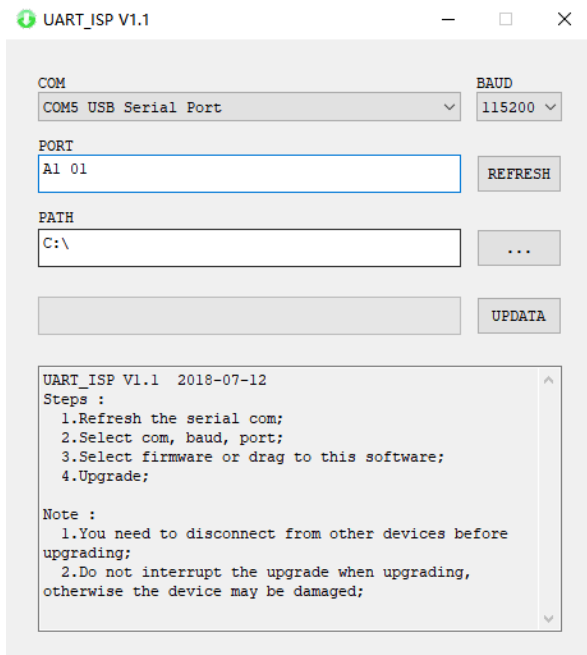 UART_ISP V1.1
COM
BAUD
COM5 USB Serial Port
115200
PORT
A1 01
REFRESH
PATH
C:\
...
UPDATA
UART_ISP V1.1  2018-07-12
Steps :
  1.Refresh the serial com;
  2.Select com, baud, port;
  3.Select firmware or drag to this software;
  4.Upgrade;
Note :
  1.You need to disconnect from other devices before
upgrading;
  2.Do not interrupt the upgrade when upgrading,
otherwise the device may be damaged;